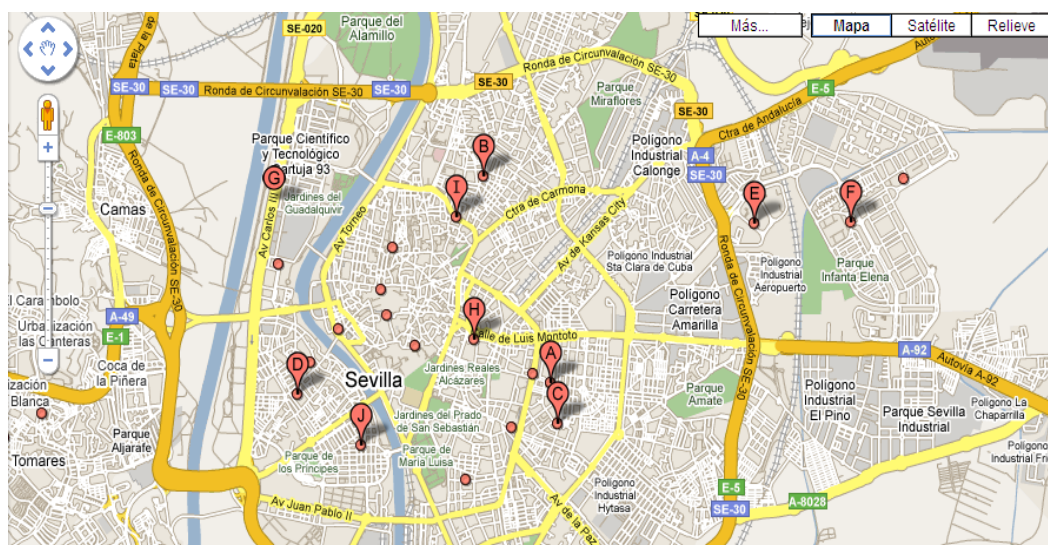 Más...
Mapa
Satélite
Relieve
de la Plata
SE-020
Parque del
Alamillo
SE-30
SE-30
Ronda de Circunvalación SE-30
SE-30
SE-30
Ronda de Circunvalación SE-30
E-5
Parque
Miraflores
SE-30
Ctra de Andalucía
E-803
Ronda de Circunvalación SE-30
Parque Científico
y Tecnológico
Cartuja 93
Polígono
Industrial
Calonge
A-4
SE-30
B
G
I
E
F
Camas
Jardines del
Guadalquivir
Ctra de Carmona
Av Carlos III
Av Torneo
Av de Kansas City
Polígono Industrial
Sta Clara de Cuba
Ronda de Circunvalación SE-30
Polígono
Industrial
Aeropuerto
Parque
Infanta Elena
El Carambolo
Urbanización
las Canteras
A-49
E-1
H
Calle de Luis Montoto
Polígono
Carretera
Amarilla
A-92
Autovía A-92
Coca de
la Piñera
D
Sevilla
Jardines Reales
Alcázares
A
C
Parque
Amate
Polígono
Industrial
El Pino
Parque Sevilla
Industrial
Polígono La
Chaparrilla
Blanca
J
Jardines del Prado
de San Sebastián
Parque
Aljarafe
Tomares
Parque de
los Príncipes
Parque de
María Luisa
Polígono
Industrial
Hytasa
E-5
SE-30
A-8028
Av Juan Pablo II
Av de la Paz